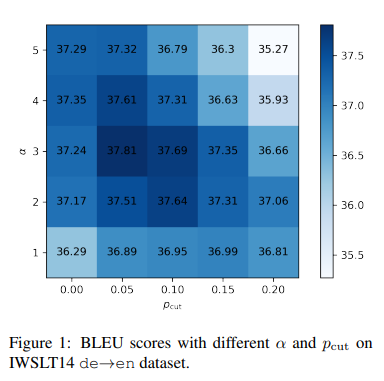 5 37.29 37.32 36.79 36.3 35.27
37.5
4 37.35 37.61 37.31 36.63 35.93
37.0
α 3 37.24 37.81 37.69 37.35 36.66
36.5
2 37.17 37.51 37.64 37.31 37.06
36.0
1 36.29 36.89 36.95 36.99 36.81
35.5
0.00 0.05 0.10 0.15 0.20
pcut
Figure 1: BLEU scores with different α and pcut on
IWSLT14 de→en dataset.